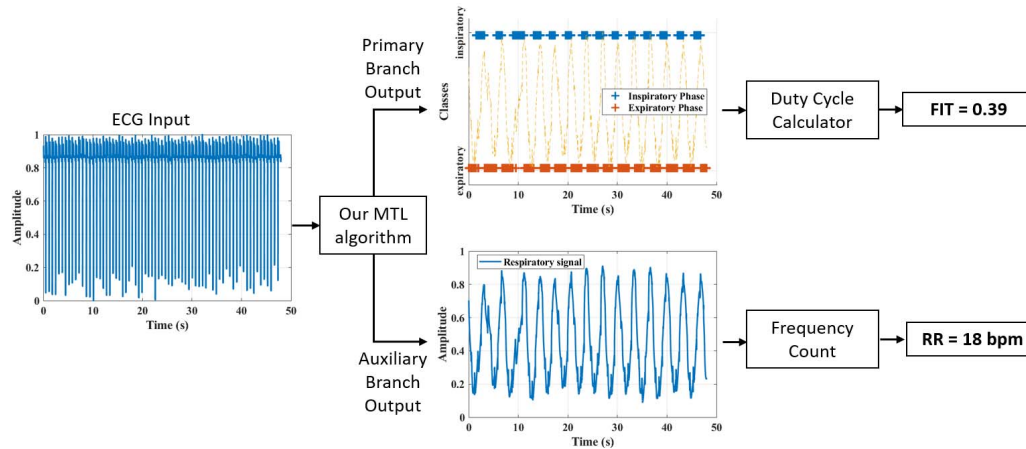 ECG Input
Amplitude
1
0.8
0.6
0.4
0.2
0
0 10 20 30 40 50
Time (s)
Our MTL
algorithm
Primary
Branch
Output
Classes
inspiratory
expiratory
Inspiratory Phase
Expiratory Phase
0 10 20 30 40 50
Time (s)
Duty Cycle
Calculator
FIT = 0.39
Auxiliary
Branch
Output
Amplitude
1
0.8
0.6
0.4
0.2
0
Respiratory signal
0 10 20 30 40 50
Time (s)
Frequency
Count
RR = 18 bpm